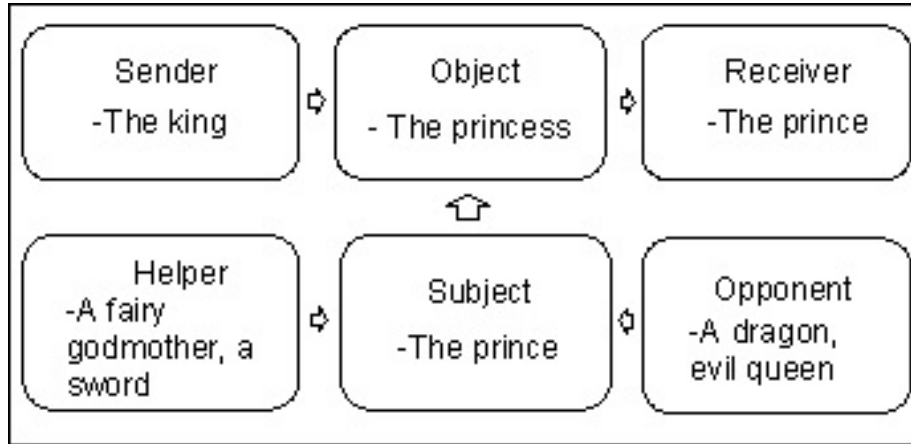 Sender
-The king
Object
- The princess
Receiver
-The prince
Helper
-A fairy
godmother, a
sword
Subject
-The prince
Opponent
-A dragon,
evil queen